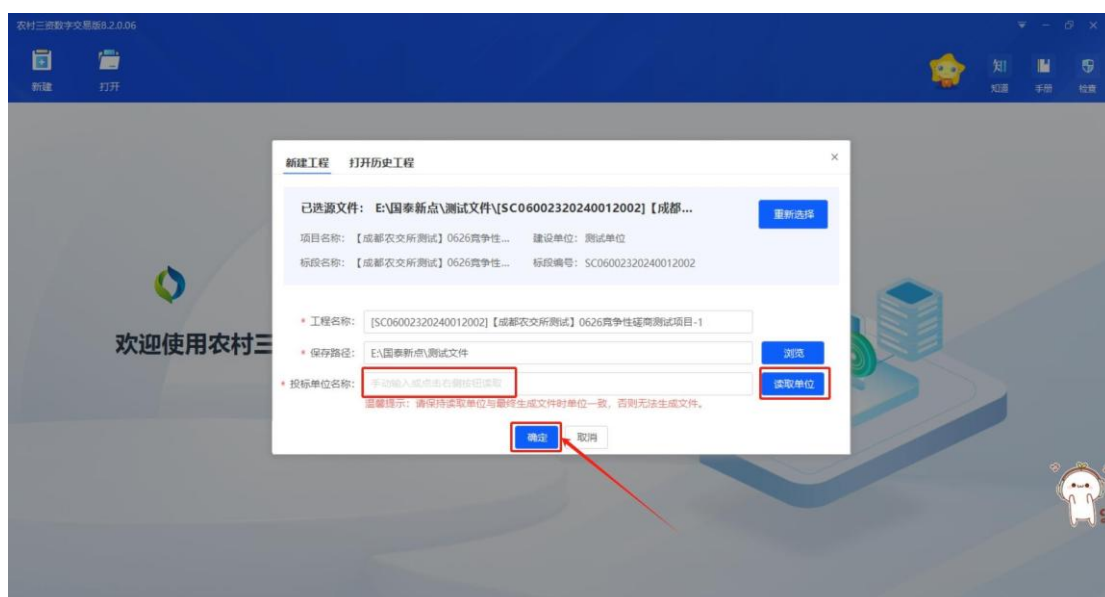 农村三资数字交易版8.2.0.06
新建
打开
知道
手册
检查
新建工程 打开历史工程
已选源文件: E:\国泰新点\测试文件\[SC06002320240012002]【成都...
重新选择
项目名称: 【成都农交所测试】0626竞争性... 建设单位: 测试单位
标段名称: 【成都农交所测试】0626竞争性... 标段编号: SC06002320240012002
* 工程名称: [SC06002320240012002]【成都农交所测试】0626竞争性磋商测试项目-1
* 保存路径: E:\国泰新点\测试文件 浏览
* 投标单位名称: 手动输入或点击右侧按钮读取 读取单位
温馨提示: 请保持读取单位与最终生成文件时单位一致, 否则无法生成文件。
确定 取消
欢迎使用农村三